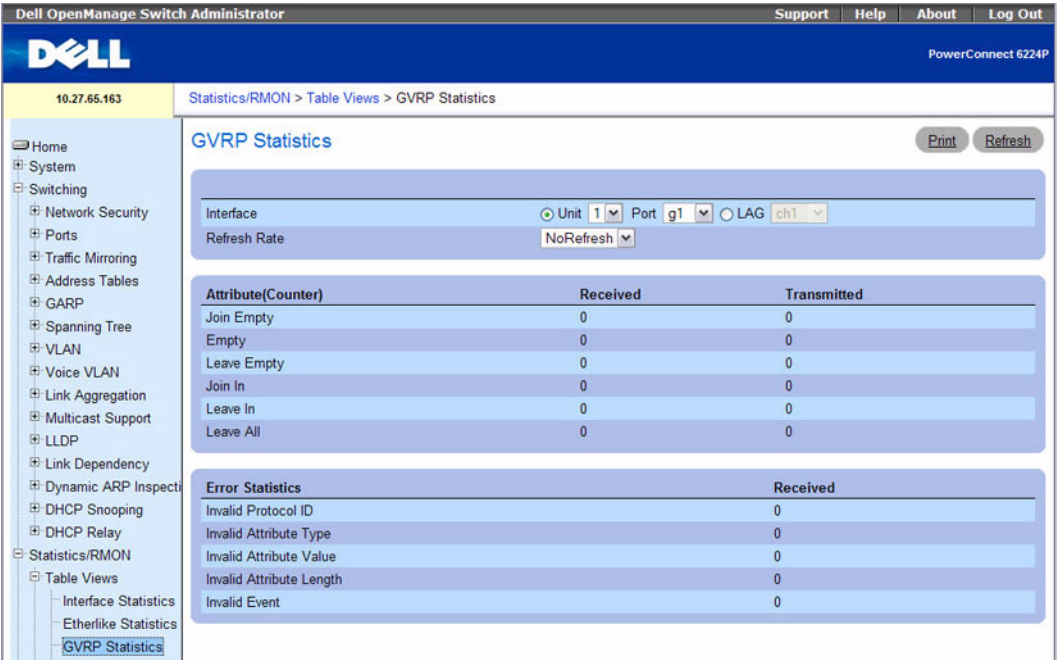 Dell OpenManage Switch Administrator
Support Help About Log Out
DELL
PowerConnect 6224P
10.27.65.163
Statistics/RMON > Table Views > GVRP Statistics
Home
System
Switching
Network Security
Ports
Traffic Mirroring
Address Tables
GARP
Spanning Tree
VLAN
Voice VLAN
Link Aggregation
Multicast Support
LLDP
Link Dependency
Dynamic ARP Inspecti
DHCP Snooping
DHCP Relay
Statistics/RMON
Table Views
Interface Statistics
Etherlike Statistics
GVRP Statistics
GVRP Statistics
Print Refresh
Interface Unit 1 Port g1 LAG ch1
Refresh Rate NoRefresh
Attribute(Counter) Received Transmitted
Join Empty 0 0
Empty 0 0
Leave Empty 0 0
Join In 0 0
Leave In 0 0
Leave All 0 0
Error Statistics Received
Invalid Protocol ID 0
Invalid Attribute Type 0
Invalid Attribute Value 0
Invalid Attribute Length 0
Invalid Event 0